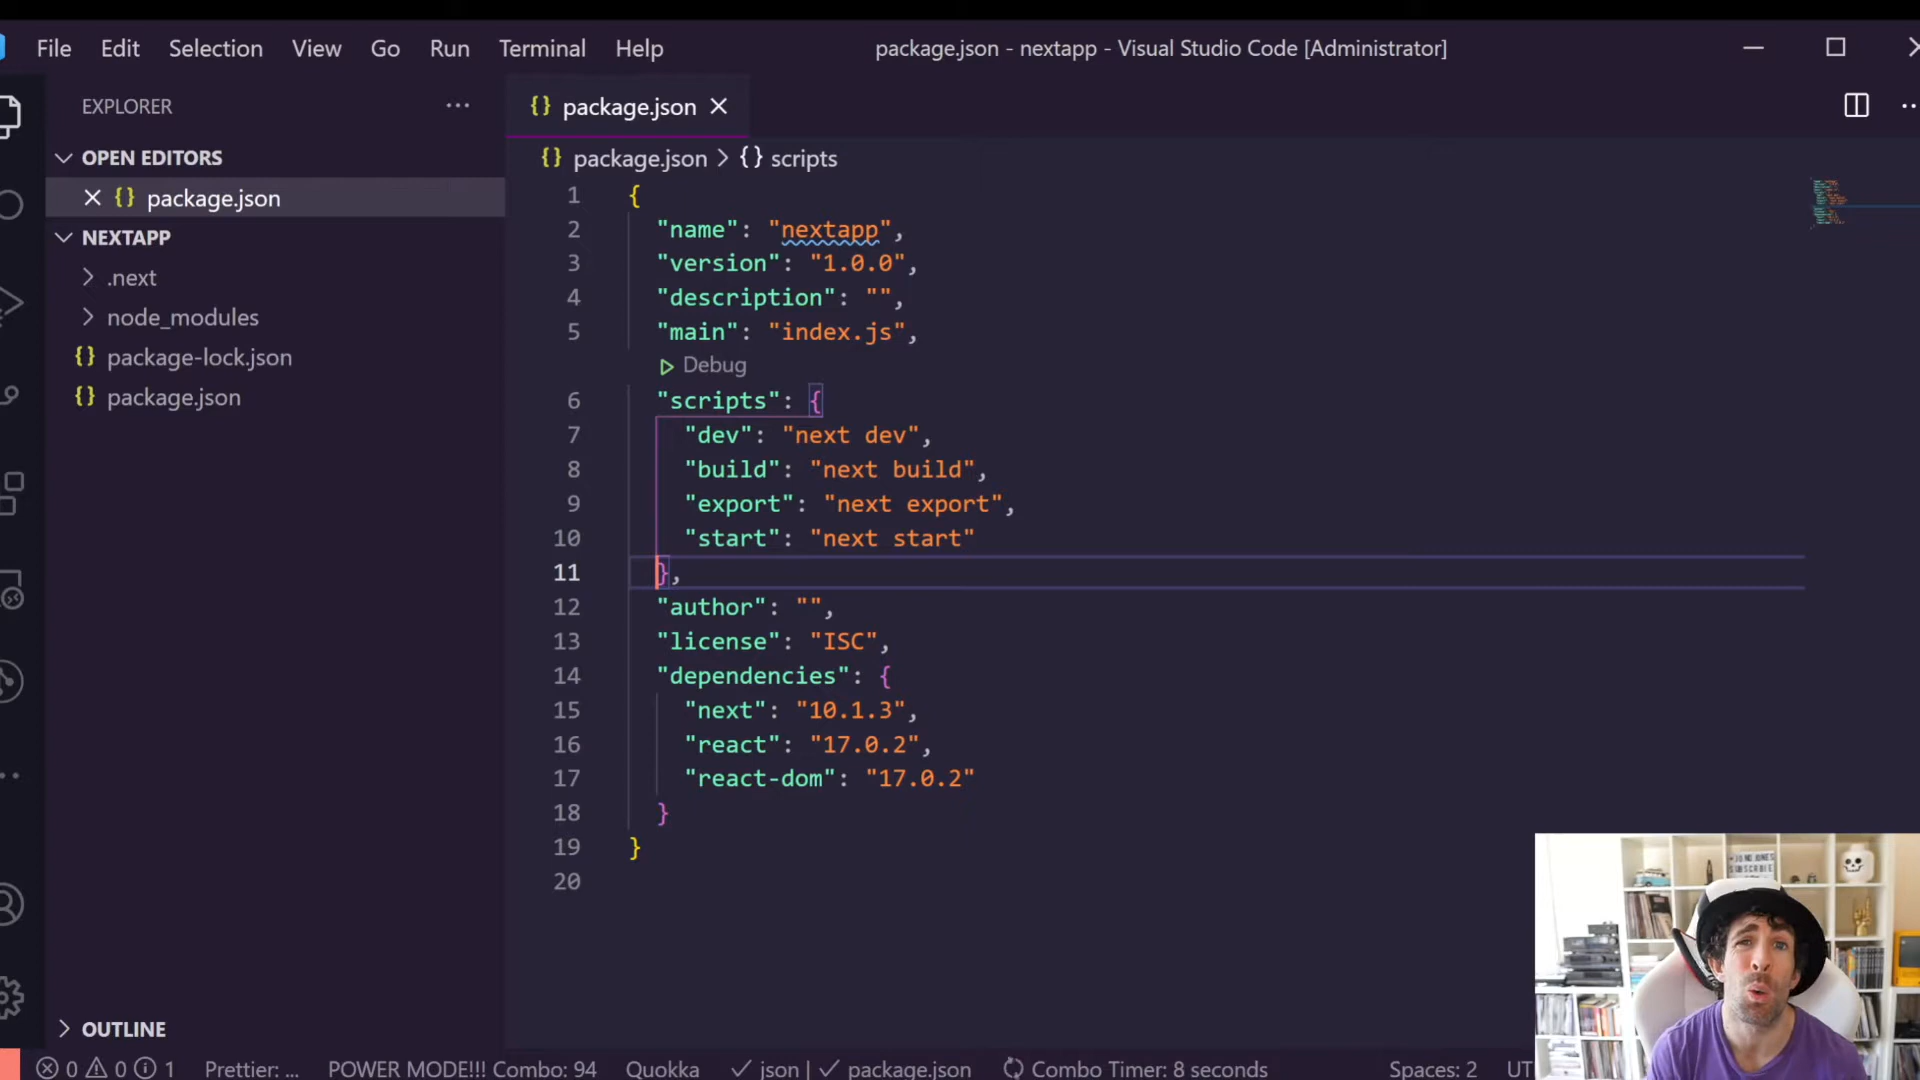 File Edit Selection View Go Run Terminal Help package.json - nextapp - Visual Studio Code [Administrator]
EXPLORER
OPEN EDITORS
package.json
NEXTAPP
.next
node_modules
package-lock.json
package.json
OUTLINE
package.json
package.json > {} scripts
1 {
2 "name": "nextapp",
3 "version": "1.0.0",
4 "description": "",
5 "main": "index.js",
Debug
6 "scripts": {
7 "dev": "next dev",
8 "build": "next build",
9 "export": "next export",
10 "start": "next start"
11 },
12 "author": "",
13 "license": "ISC",
14 "dependencies": {
15 "next": "10.1.3",
16 "react": "17.0.2",
17 "react-dom": "17.0.2"
18 }
19 }
20
0 0 1 Prettier: ... POWER MODE!!! Combo: 94 Quokka ✓ json | ✓ package.json Combo Timer: 8 seconds Spaces: 2 UT